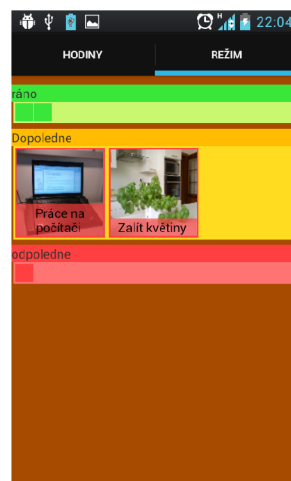 H
22:04
HODINY
REŽIM
ráno
Dopoledne
Práce na
počítači
Zalít květiny
odpoledne